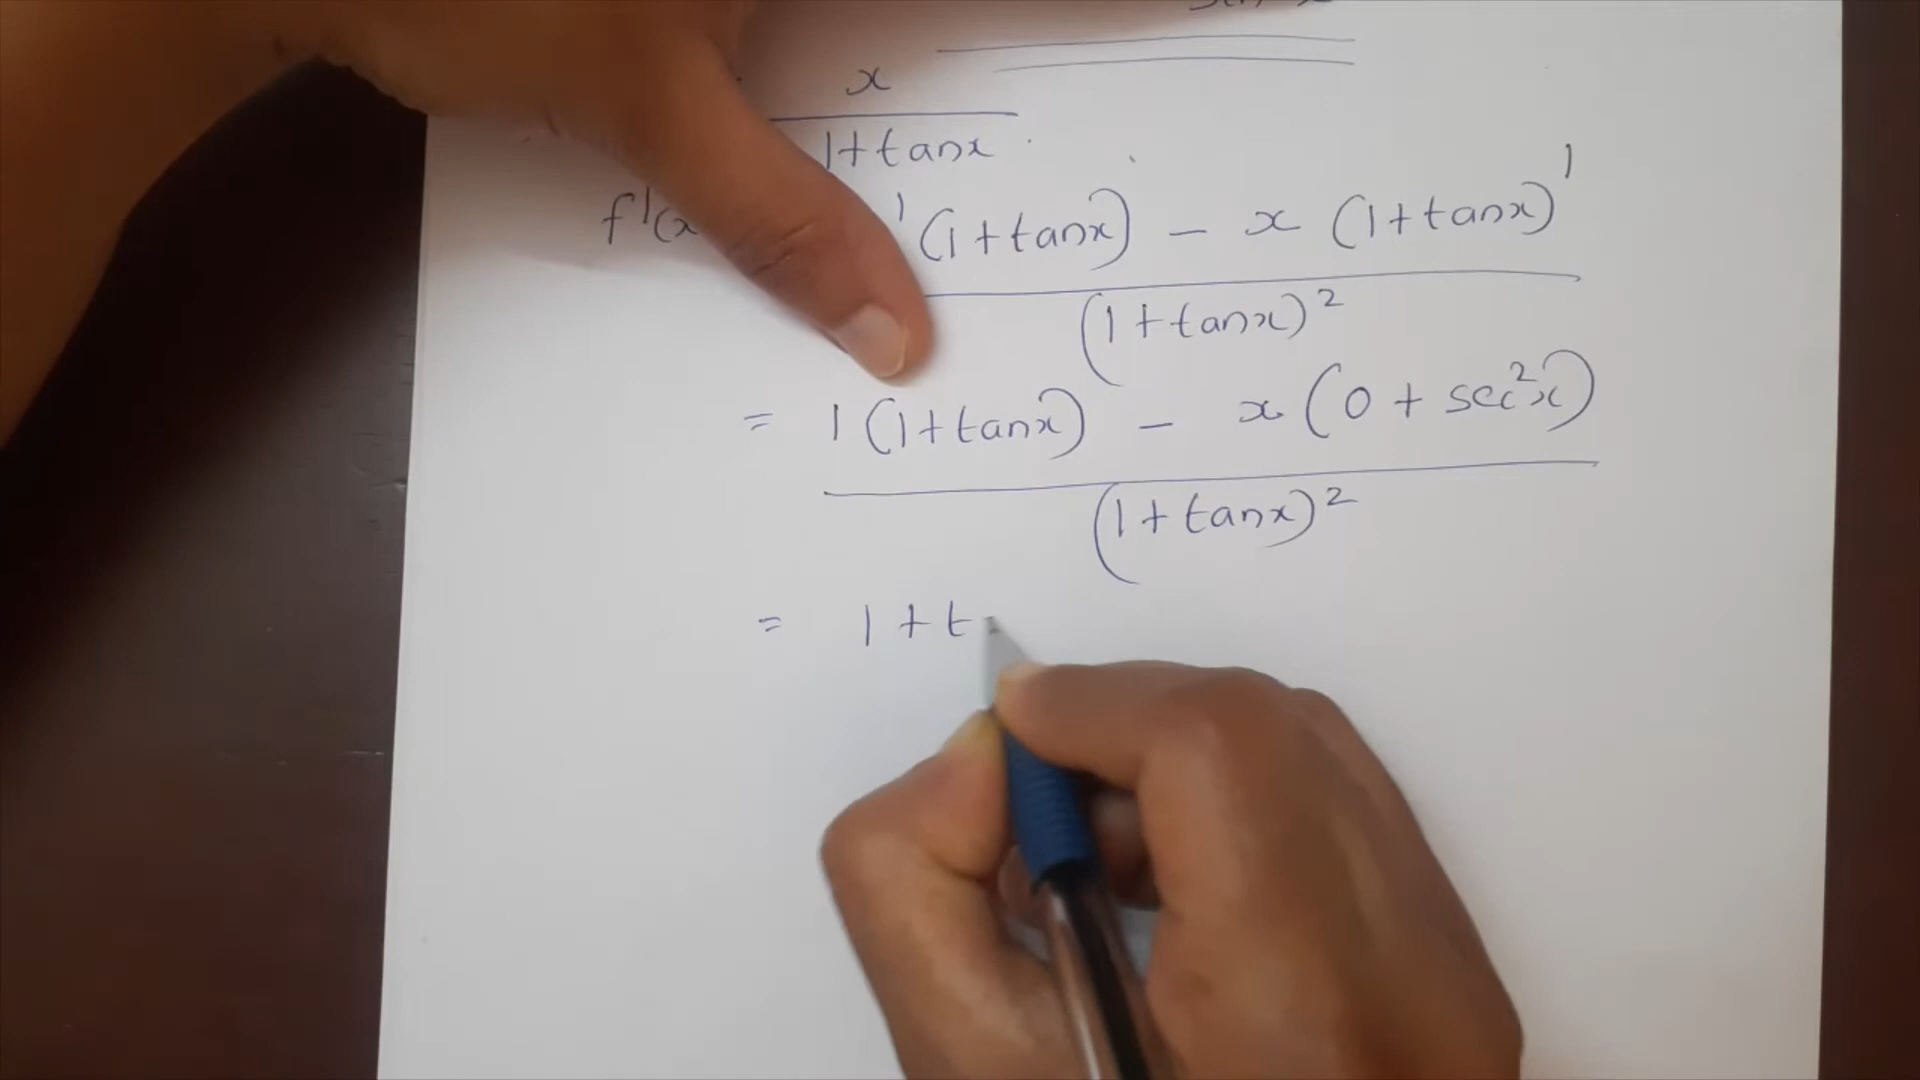 x
1+tanx
f'(x ' (1+tanx) - x (1+tanx)'
(1+tanx)²
= 1(1+tanx) - x(0+sec²x)
(1+tanx)²
= 1+t